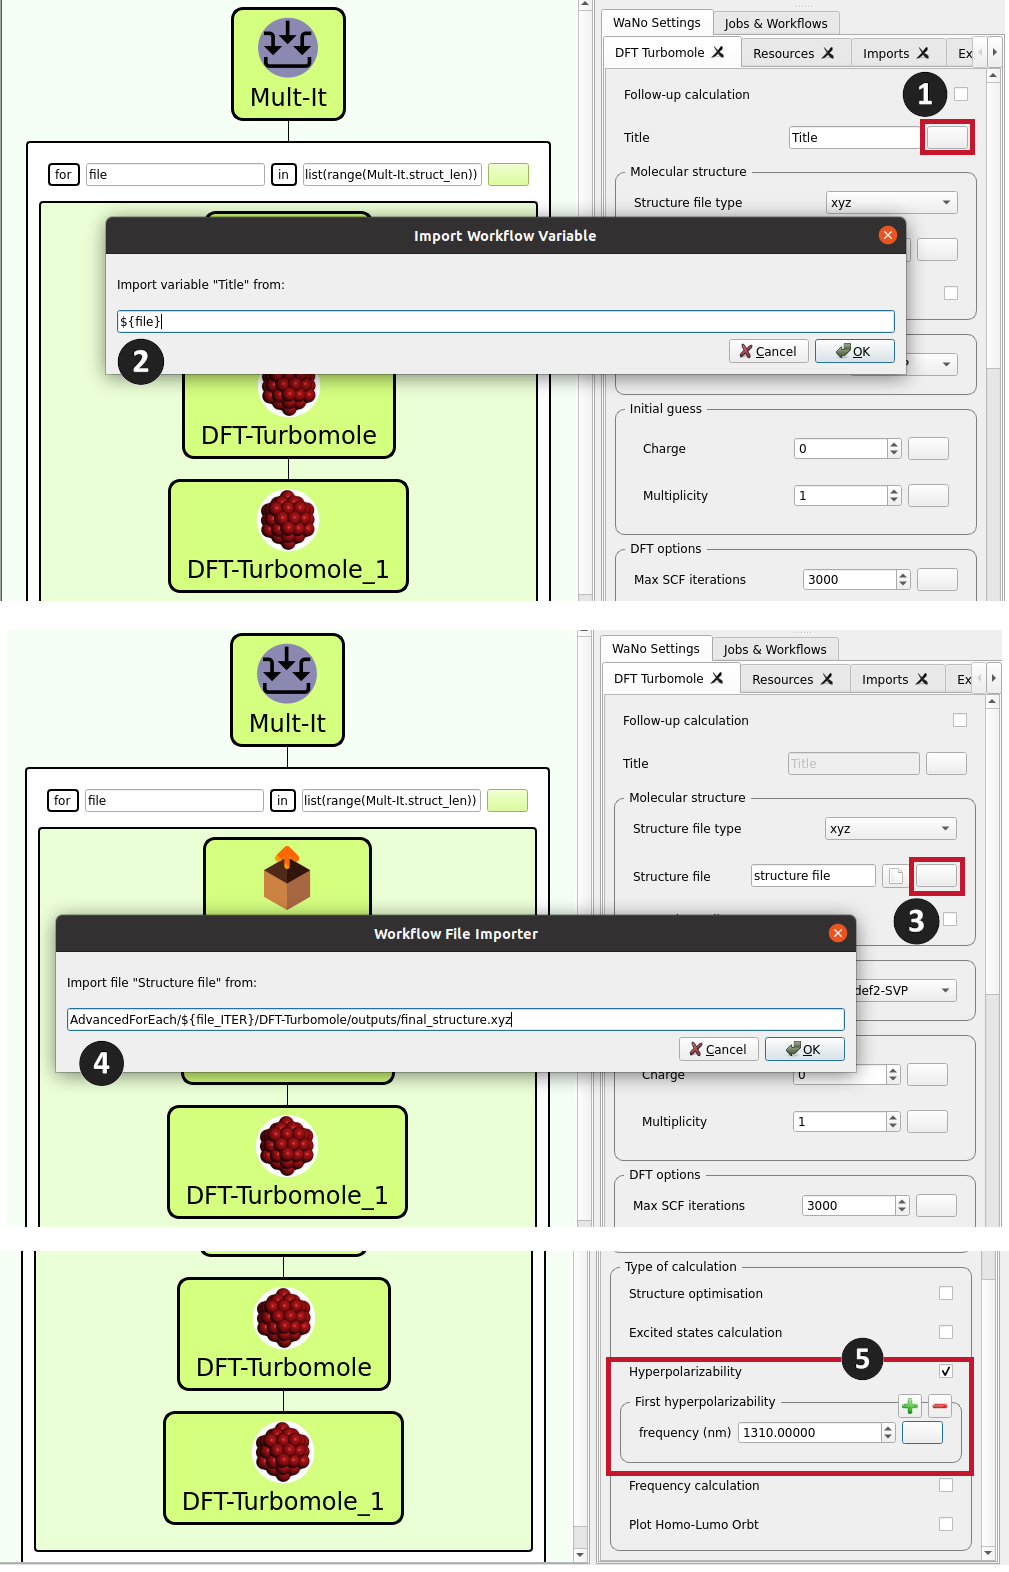 Mult-It
for
file
in
list(range(Mult-It.struct_len))
DFT-Turbomole
DFT-Turbomole_1
WaNo Settings
Jobs & Workflows
DFT Turbomole
Resources
Imports
Ex
Follow-up calculation
1
Title
Title
Molecular structure
Structure file type
xyz
Import Workflow Variable
Import variable "Title" from:
${file}
Cancel
OK
2
Initial guess
Charge
0
Multiplicity
1
DFT options
Max SCF iterations
3000
Mult-It
for
file
in
list(range(Mult-It.struct_len))
WaNo Settings
Jobs & Workflows
DFT Turbomole
Resources
Imports
Ex
Follow-up calculation
Title
Title
Molecular structure
Structure file type
xyz
Structure file
structure file
3
Workflow File Importer
Import file "Structure file" from:
AdvancedForEach/${file_ITER}/DFT-Turbomole/outputs/final_structure.xyz
Cancel
OK
4
def2-SVP
Charge
0
Multiplicity
1
DFT options
Max SCF iterations
3000
DFT-Turbomole_1
DFT-Turbomole
DFT-Turbomole_1
Type of calculation
Structure optimisation
Excited states calculation
5
Hyperpolarizability
First hyperpolarizability
frequency (nm)
1310.00000
Frequency calculation
Plot Homo-Lumo Orbt